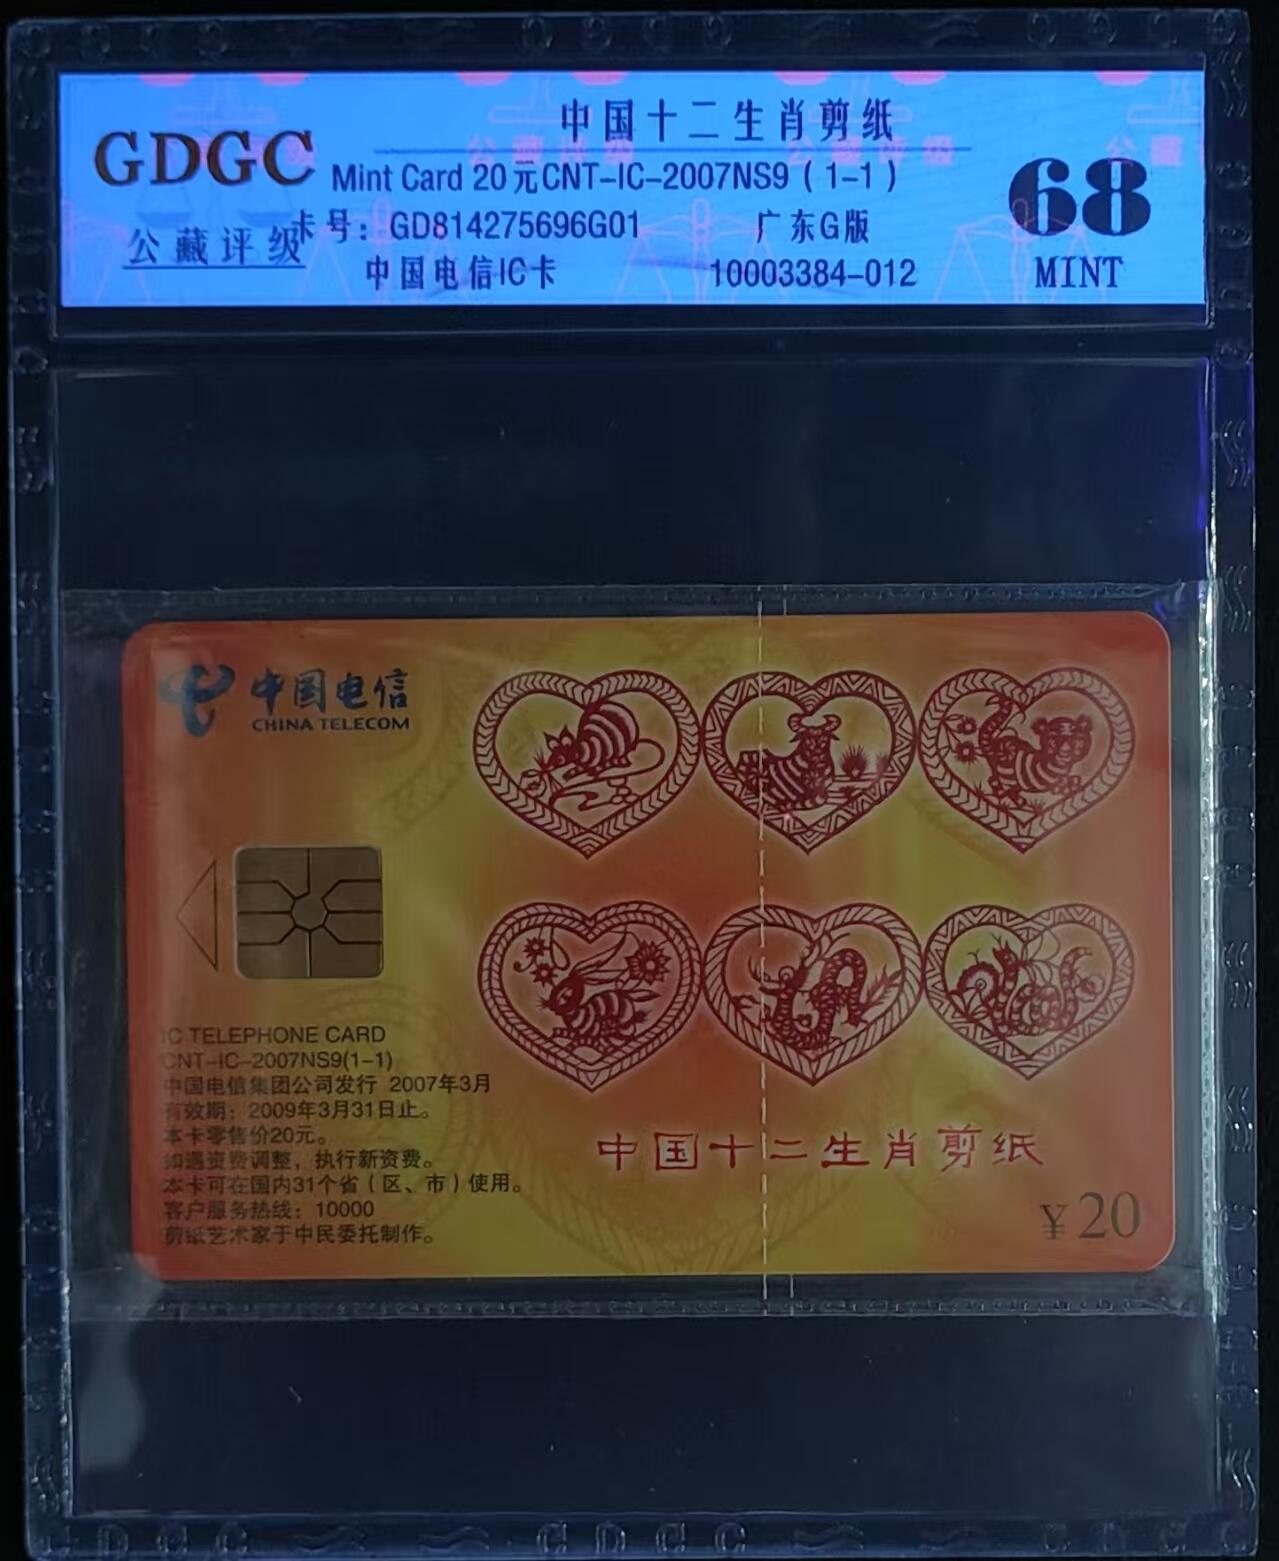 中国十二生肖剪纸
GDGC
Mint Card 20元CNT-IC-2007NS9 (1-1)
68
公藏评级
卡号: GD814275696G01
广东G版
中国电信IC卡
10003384-012
MINT
中国电信
CHINA TELECOM
IC TELEPHONE CARD
CNT-IC-2007NS9(1-1)
中国电信集团公司发行 2007年3月
有效期: 2009年3月31日止。
本卡零售价20元。
如遇资费调整，执行新资费。
本卡可在国内31个省(区、市)使用。
客户服务热线: 10000
剪纸艺术家于中民委托制作。
中国十二生肖剪纸
¥20
GDGC
GDGC